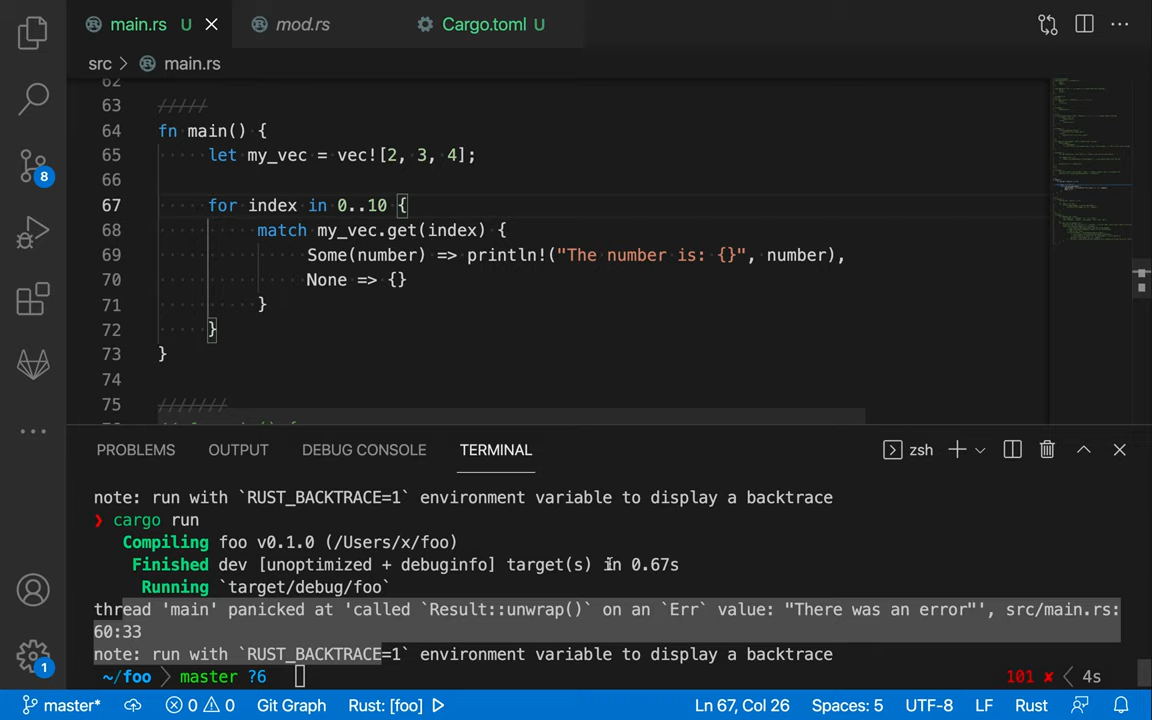 main.rs U
mod.rs
Cargo.toml U
src > main.rs
62
63 /////
64 fn main() {
65 let my_vec = vec![2, 3, 4];
66
67 for index in 0..10 {
68 match my_vec.get(index) {
69 Some(number) => println!("The number is: {}", number),
70 None => {}
71 }
72 }
73 }
74
75 ///////
8
PROBLEMS OUTPUT DEBUG CONSOLE TERMINAL
zsh
note: run with `RUST_BACKTRACE=1` environment variable to display a backtrace
❯ cargo run
Compiling foo v0.1.0 (/Users/x/foo)
Finished dev [unoptimized + debuginfo] target(s) in 0.67s
Running `target/debug/foo`
thread 'main' panicked at 'called `Result::unwrap()` on an `Err` value: "There was an error"', src/main.rs:
60:33
note: run with `RUST_BACKTRACE=1` environment variable to display a backtrace
~/foo master ?6
101 ✘ 4s
1
master* 0 0 Git Graph Rust: [foo] Ln 67, Col 26 Spaces: 5 UTF-8 LF Rust